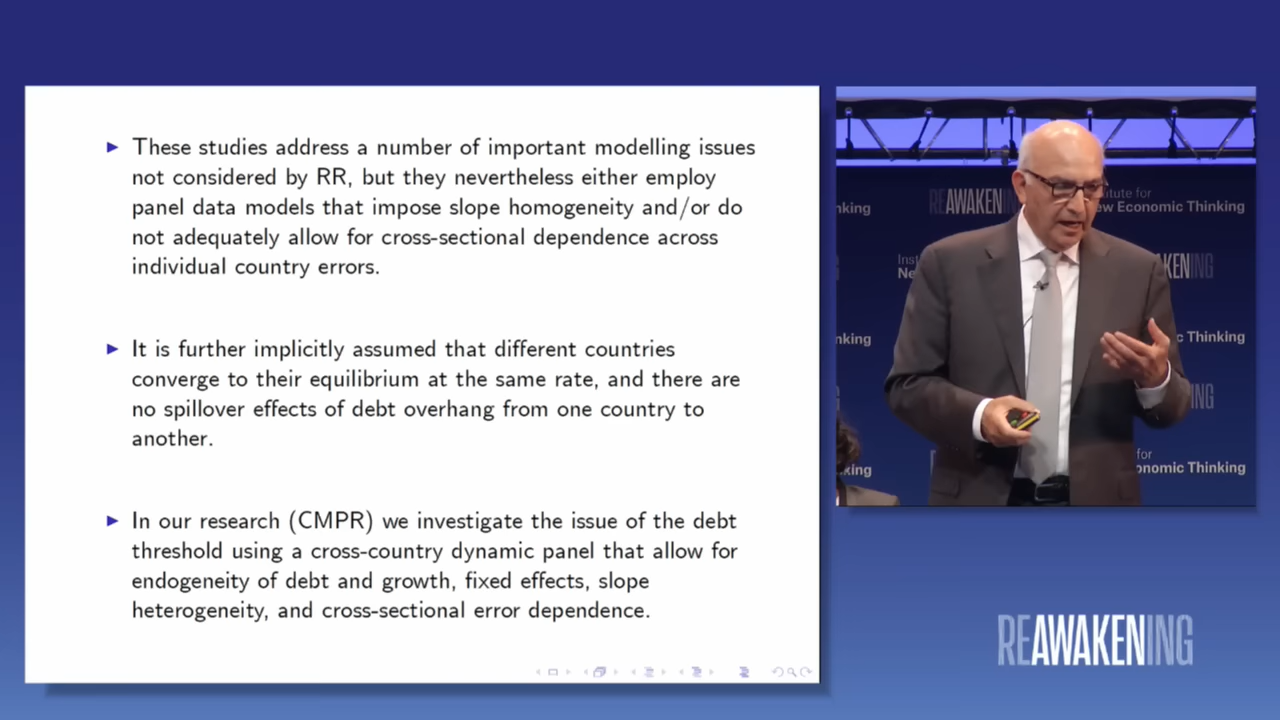 These studies address a number of important modelling issues
not considered by RR, but they nevertheless either employ
panel data models that impose slope homogeneity and/or do
not adequately allow for cross-sectional dependence across
individual country errors.
It is further implicitly assumed that different countries
converge to their equilibrium at the same rate, and there are
no spillover effects of debt overhang from one country to
another.
In our research (CMPR) we investigate the issue of the debt
threshold using a cross-country dynamic panel that allow for
endogeneity of debt and growth, fixed effects, slope
heterogeneity, and cross-sectional error dependence.
REAWAKENING